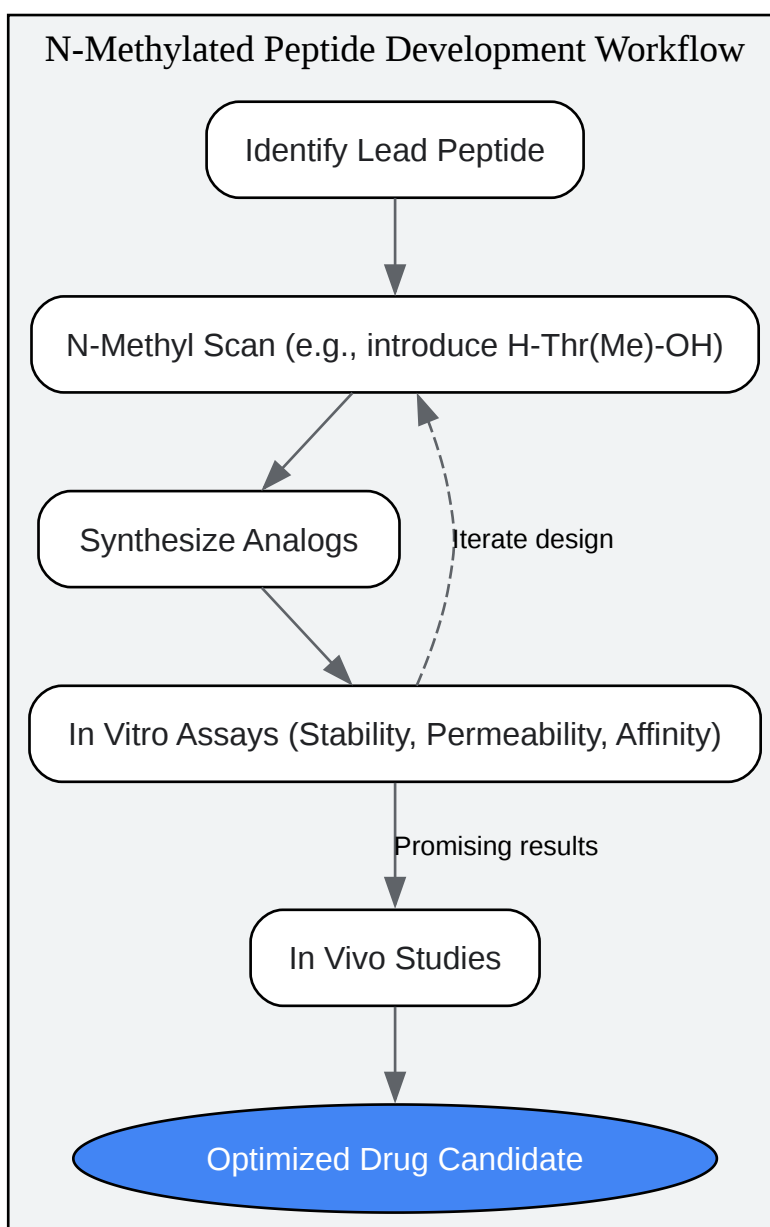 N-Methylated Peptide Development Workflow
Identify Lead Peptide
N-Methyl Scan (e.g., introduce H-Thr(Me)-OH)
Synthesize Analogs
Iterate design
In Vitro Assays (Stability, Permeability, Affinity)
Promising results
In Vivo Studies
Optimized Drug Candidate